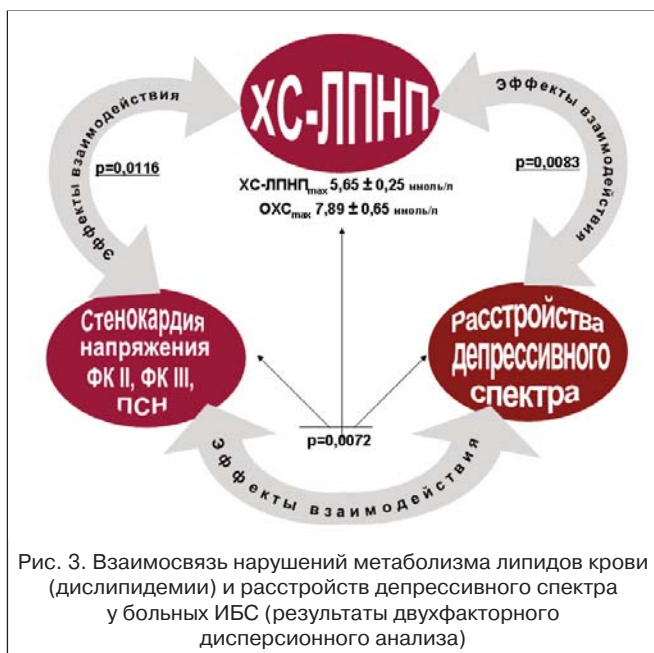 ХС-ЛПНП
Эффекты взаимодействия
p=0,0116
Эффекты взаимодействия
p=0,0083
ХС-ЛПНПmax 5,65 ± 0,25 ммоль/л
ОХСmax 7,89 ± 0,65 ммоль/л
Стенокардия
напряжения
ФК II, ФК III,
ПСН
Расстройства
депрессивного
спектра
p=0,0072
Эффекты взаимодействия
Рис. 3. Взаимосвязь нарушений метаболизма липидов крови
(дислипидемии) и расстройств депрессивного спектра
у больных ИБС (результаты двухфакторного
дисперсионного анализа)